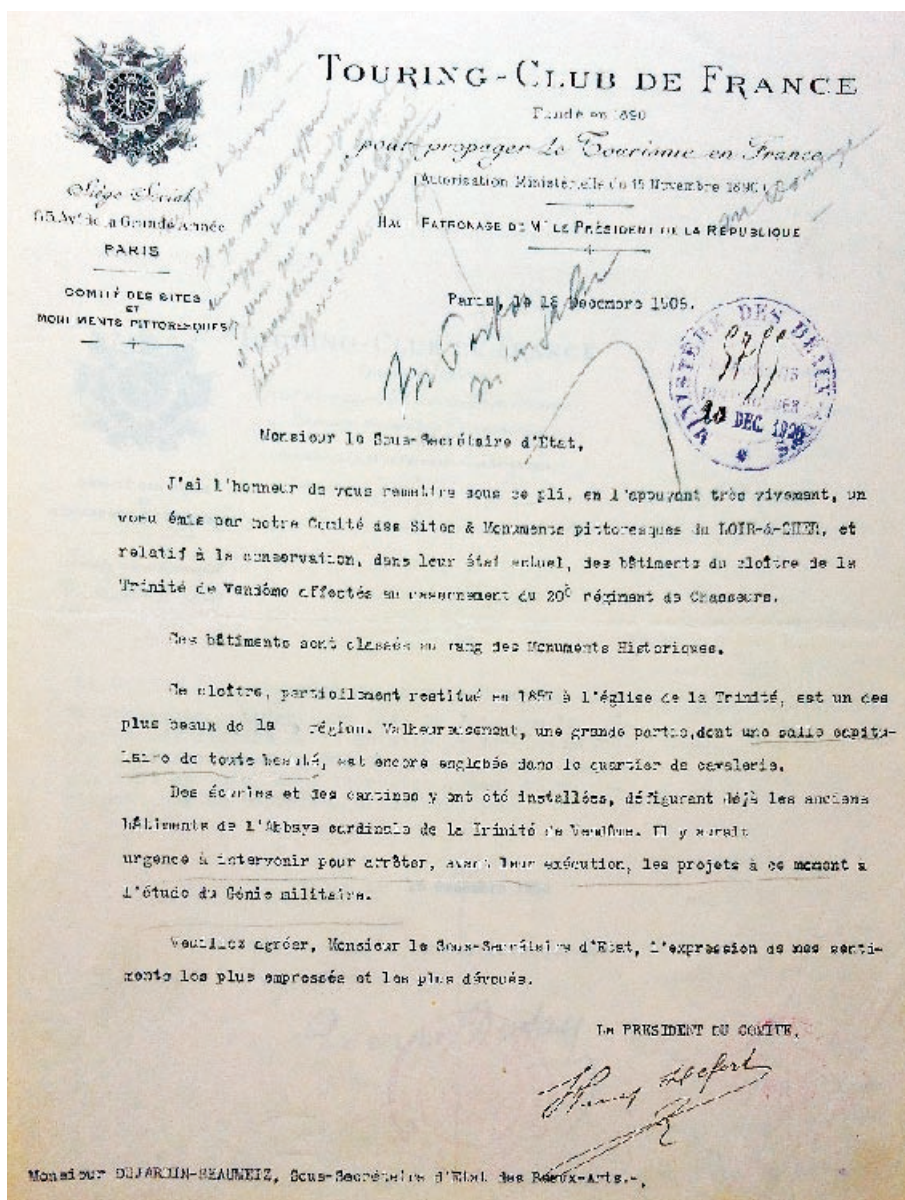 TOURING-CLUB DE FRANCE
Fondé en 1890
pour propager le Tourisme en France
(Autorisation Ministérielle du 15 Novembre 1890)
HAUT PATRONAGE DE Mr LE PRÉSIDENT DE LA RÉPUBLIQUE
Siège Social
65, Avue de la Grande Armée
PARIS
COMITÉ DES SITES
ET
MONUMENTS PITTORESQUES
Paris, le 18 Décembre 1905.
MINISTÈRE DES BEAUX
DEC.
Monsieur le Sous-Secrétaire d'État,
J'ai l'honneur de vous remettre sous ce pli, en l'appuyant très vivement, un
voeu émis par notre Comité des Sites & Monuments pittoresques du LOIR-&-CHER, et
relatif à la conservation, dans leur état actuel, des bâtiments du cloître de la
Trinité de Vendôme affectés au casernement du 20e régiment de Chasseurs.
Ces bâtiments sont classés au rang des Monuments Historiques.
Ce cloître, partiellement restitué en 1897 à l'église de la Trinité, est un des
plus beaux de la région. Malheureusement, une grande partie, dont une salle capitu-
laire de toute beauté, est encore englobée dans le quartier de cavalerie.
Des écuries et des cantines y ont été installées, défigurant déjà les anciens
bâtiments de l'Abbaye cardinale de la Trinité de Vendôme. Il y aurait
urgence à intervenir pour arrêter, avant leur exécution, les projets à ce moment à
l'étude du Génie militaire.
Veuillez agréer, Monsieur le Sous-Secrétaire d'Etat, l'expression de mes senti-
ments les plus empressés et les plus dévoués.
LE PRESIDENT DU COMITE,
Monsieur DUJARDIN-BEAUMETZ, Sous-Secrétaire d'Etat des Beaux-Arts.-.